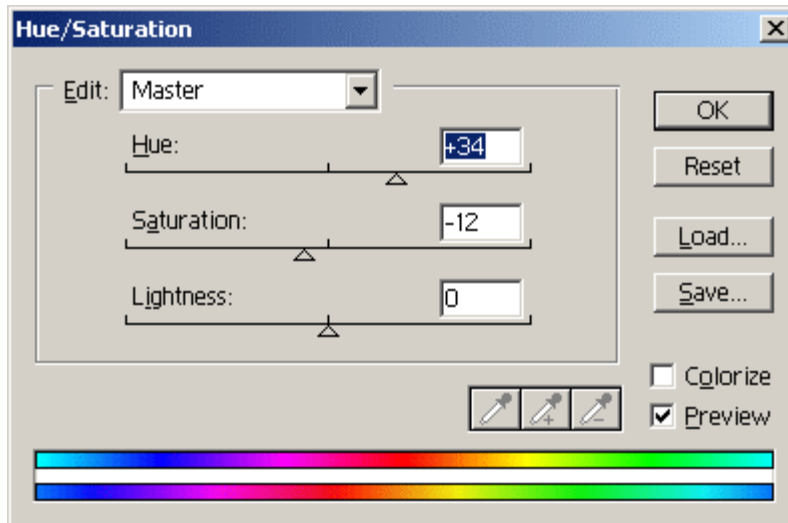 Hue/Saturation
Edit: Master
OK
Hue: +34
Reset
Saturation: -12
Load...
Lightness: 0
Save...
Colorize
Preview